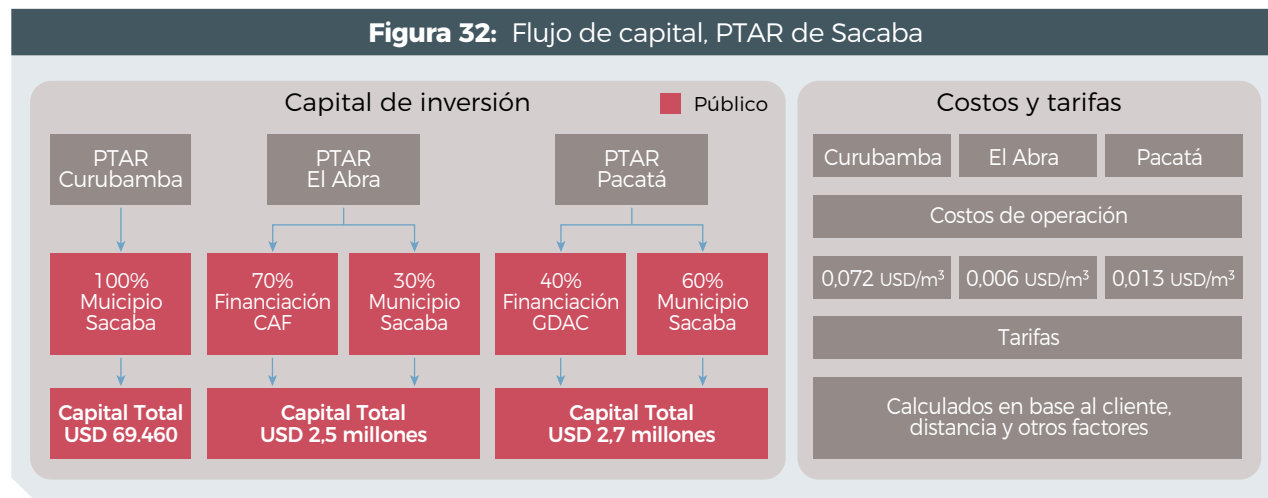 Figura 32: Flujo de capital, PTAR de Sacaba
Capital de inversión
Público
PTAR
Curubamba
PTAR
El Abra
PTAR
Pacatá
100%
Muicipio
Sacaba
70%
Financiación
CAF
30%
Municipio
Sacaba
40%
Financiación
GDAC
60%
Municipio
Sacaba
Capital Total
USD 69.460
Capital Total
USD 2,5 millones
Capital Total
USD 2,7 millones
Costos y tarifas
Curubamba
El Abra
Pacatá
Costos de operación
0,072 USD/m³
0,006 USD/m³
0,013 USD/m³
Tarifas
Calculados en base al cliente,
distancia y otros factores